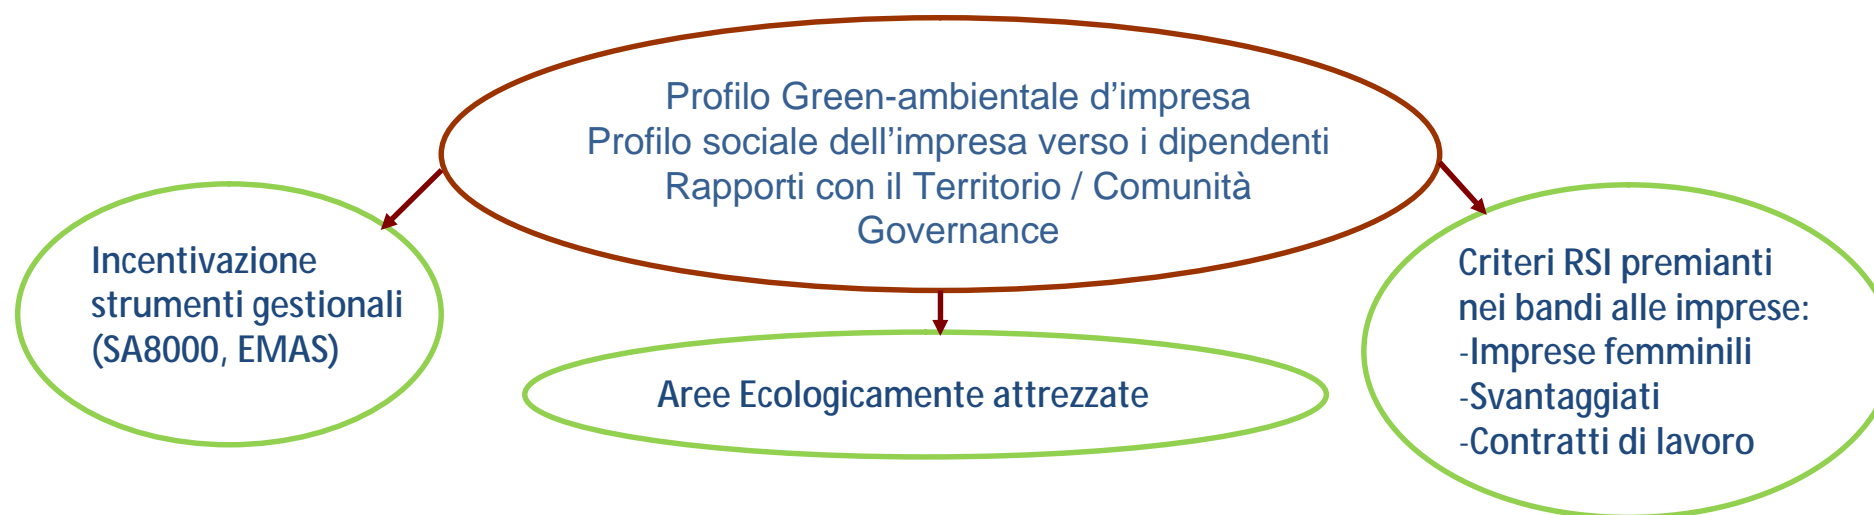 Profilo Green-ambientale d’impresa
Profilo sociale dell’impresa verso i dipendenti
Rapporti con il Territorio / Comunità
Governance
Incentivazione
strumenti gestionali
(SA8000, EMAS)
Aree Ecologicamente attrezzate
Criteri RSI premianti
nei bandi alle imprese:
-Imprese femminili
-Svantaggiati
-Contratti di lavoro